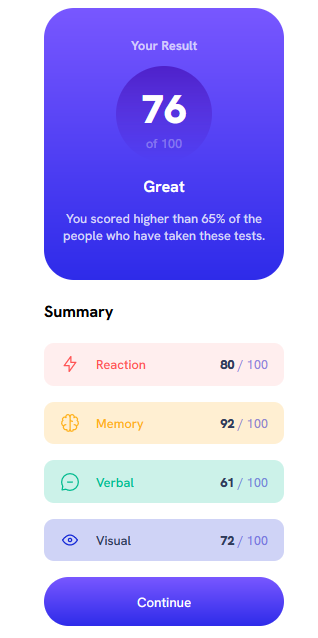 Your Result
76
of 100
Great
You scored higher than 65% of the
people who have taken these tests.
Summary
Reaction 80 / 100
Memory 92 / 100
Verbal 61 / 100
Visual 72 / 100
Continue